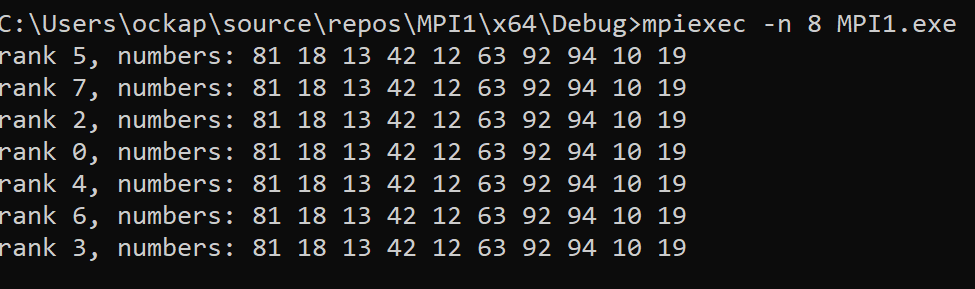 C:\Users\ockap\source\repos\MPI1\x64\Debug>mpiexec -n 8 MPI1.exe
rank 5, numbers: 81 18 13 42 12 63 92 94 10 19
rank 7, numbers: 81 18 13 42 12 63 92 94 10 19
rank 2, numbers: 81 18 13 42 12 63 92 94 10 19
rank 0, numbers: 81 18 13 42 12 63 92 94 10 19
rank 4, numbers: 81 18 13 42 12 63 92 94 10 19
rank 6, numbers: 81 18 13 42 12 63 92 94 10 19
rank 3, numbers: 81 18 13 42 12 63 92 94 10 19